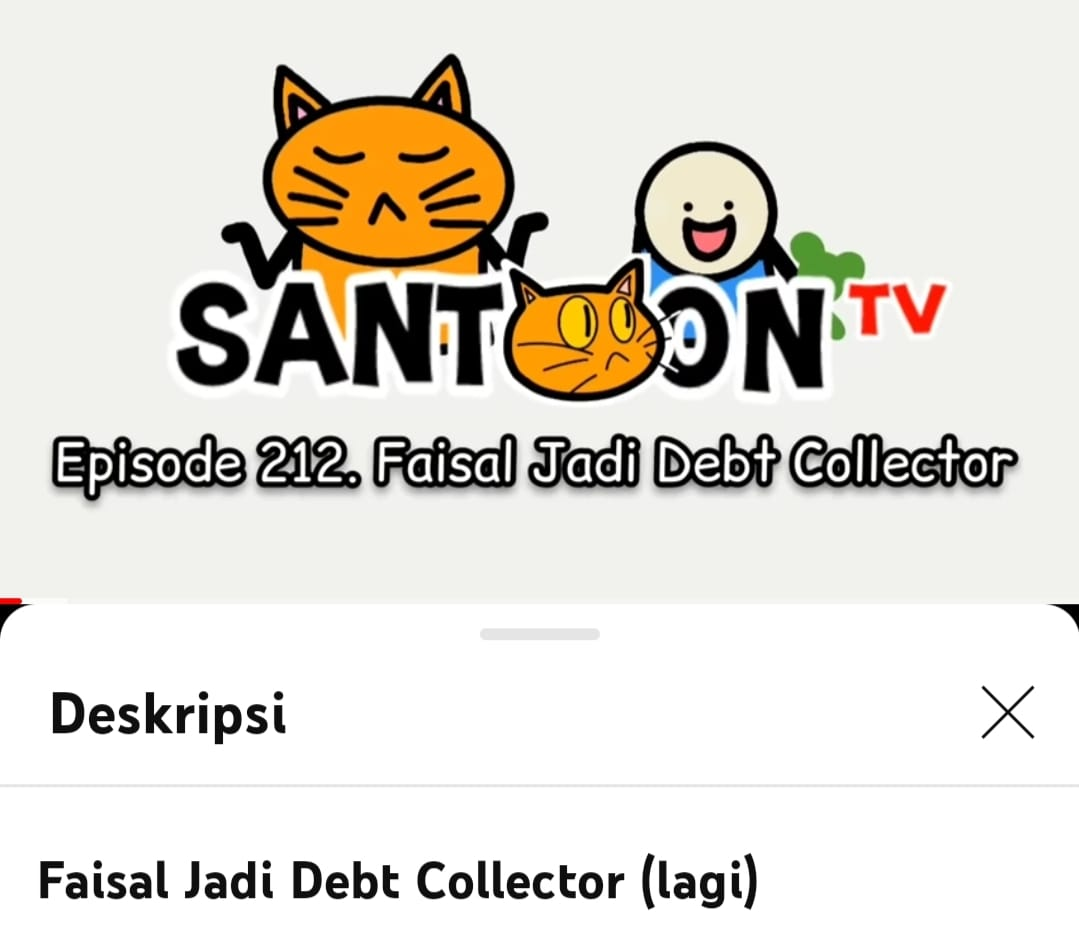 SANTOON TV
Episode 212. Faisal Jadi Debt Collector
Deskripsi
Faisal Jadi Debt Collector (lagi)